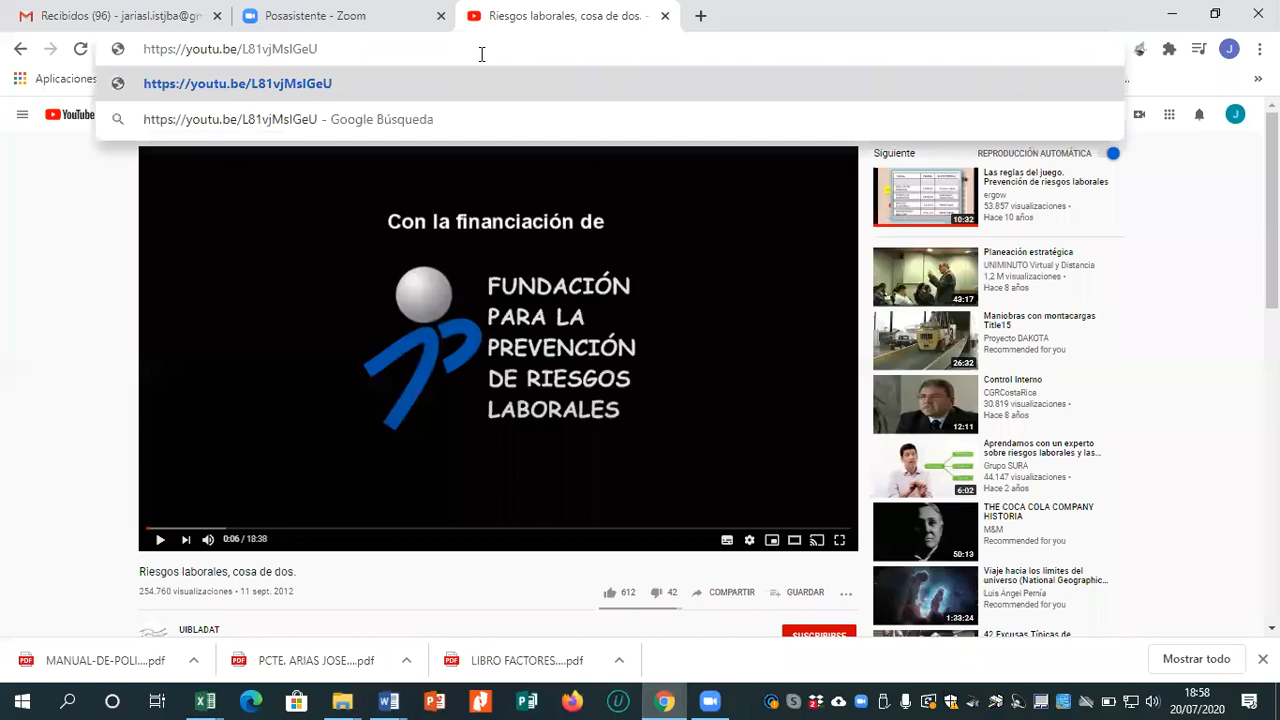 Recibidos (96) - jariasl.istjba@gr
Posasistente - Zoom
Riesgos laborales, cosa de dos. -
https://youtu.be/L81vjMsIGeU
Aplicaciones
https://youtu.be/L81vjMsIGeU
https://youtu.be/L81vjMsIGeU - Google Búsqueda
YouTube
J
J
Con la financiación de
FUNDACIÓN
PARA LA
PREVENCIÓN
DE RIESGOS
LABORALES
0:06 / 18:38
Riesgos laborales, cosa de dos.
254.760 visualizaciones • 11 sept. 2012
612
42
COMPARTIR
GUARDAR
UIBLADAT
SUSCRIBIRSE
Siguiente
REPRODUCCIÓN AUTOMÁTICA
Las reglas del juego.
Prevención de riesgos laborales
ergow
53.857 visualizaciones •
Hace 10 años
10:32
Planeación estratégica
UNIMINUTO Virtual y Distancia
1,2 M visualizaciones •
Hace 8 años
43:17
Maniobras con montacargas
Title15
Proyecto DAKOTA
Recommended for you
26:32
Control Interno
CGRCostaRica
30.819 visualizaciones •
Hace 8 años
12:11
Aprendamos con un experto
sobre riesgos laborales y las...
Grupo SURA
44.147 visualizaciones •
Hace 2 años
6:02
THE COCA COLA COMPANY
HISTORIA
M&M
Recommended for you
50:13
Viaje hacia los límites del
universo (National Geographic...
Luis Angel Pernía
Recommended for you
1:33:24
42 Excusas Típicas de
MANUAL-DE-POLI....pdf
PCTE. ARIAS JOSE....pdf
LIBRO FACTORES....pdf
Mostrar todo
18:58
20/07/2020